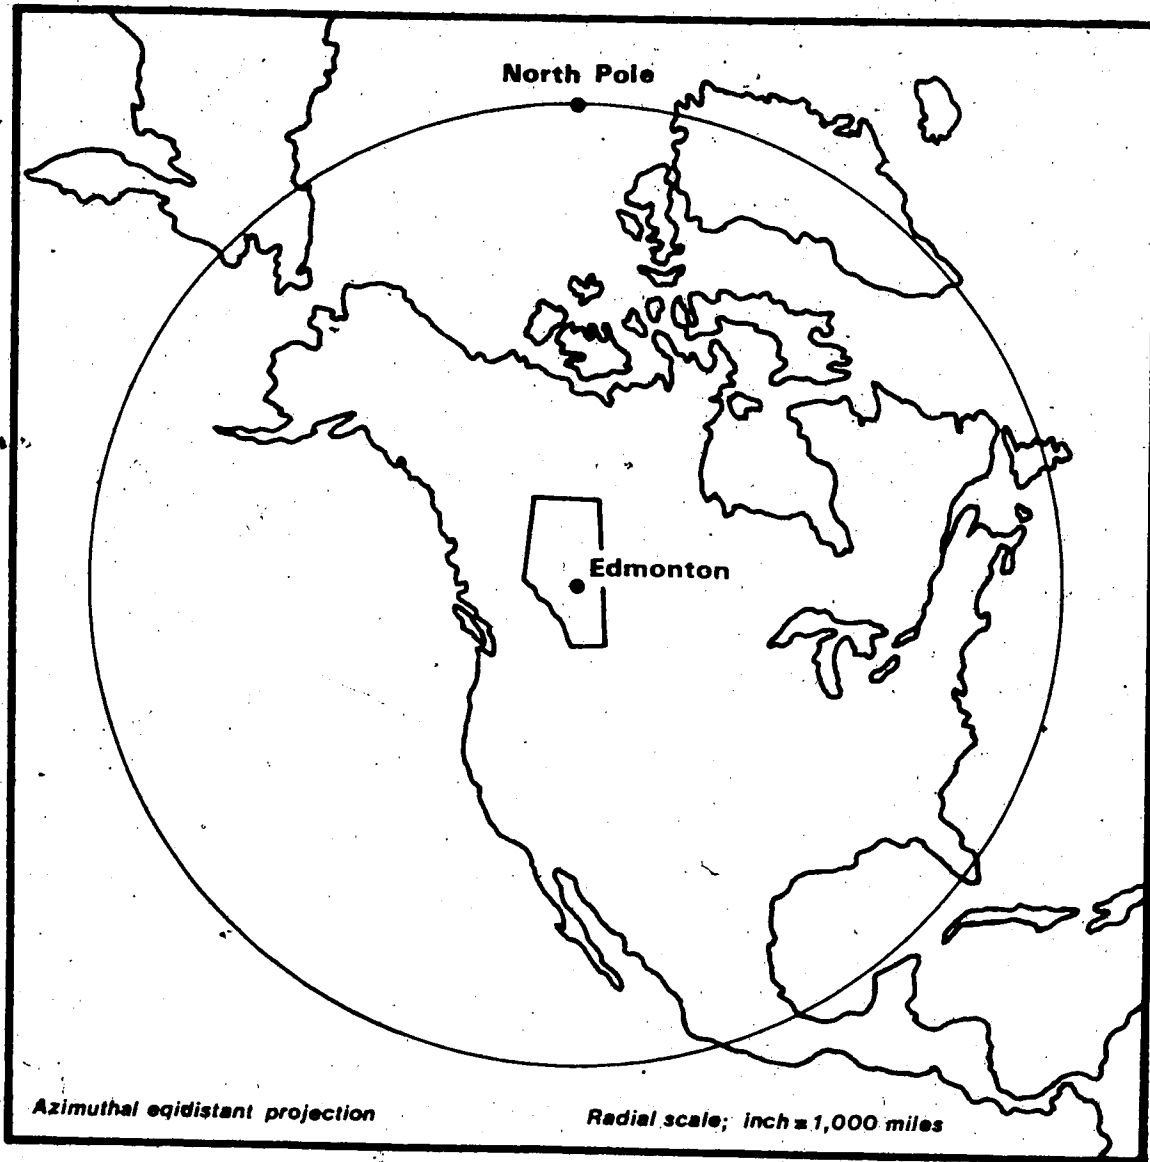 North Pole
Edmonton
Azimuthal eqidistant projection
Radial scale; inch = 1,000 miles